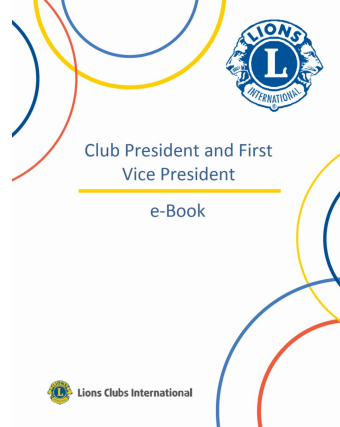 LIONS
L
INTERNATIONAL
®
Club President and First
Vice President
e-Book
Lions Clubs International